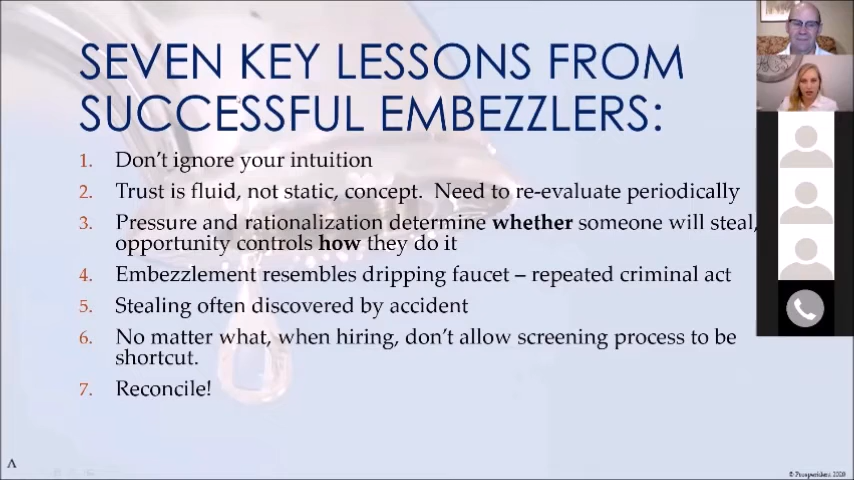 SEVEN KEY LESSONS FROM
SUCCESSFUL EMBEZZLERS:
1. Don't ignore your intuition
2. Trust is fluid, not static, concept. Need to re-evaluate periodically
3. Pressure and rationalization determine whether someone will steal,
opportunity controls how they do it
4. Embezzlement resembles dripping faucet – repeated criminal act
5. Stealing often discovered by accident
6. No matter what, when hiring, don't allow screening process to be
shortcut.
7. Reconcile!
© Prosperident 2020